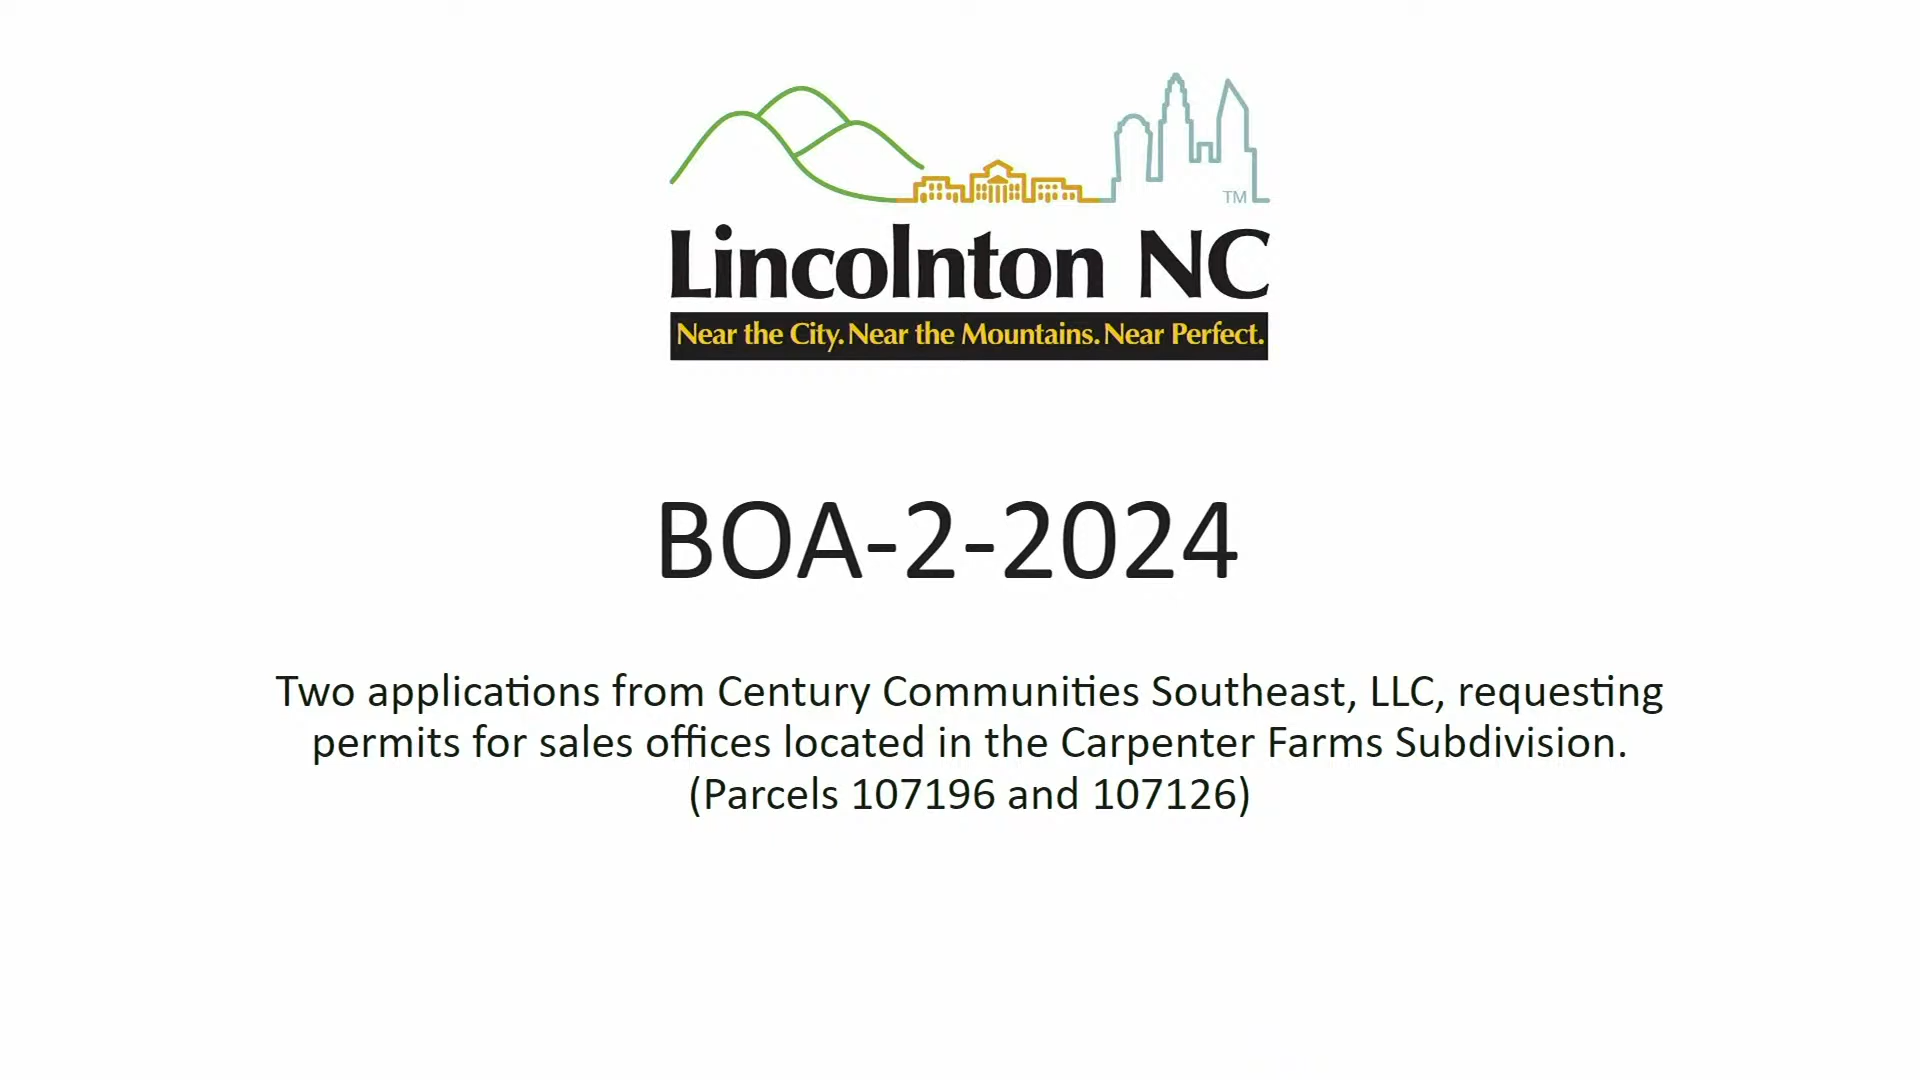 TM
Lincolnton NC
Near the City. Near the Mountains. Near Perfect.
BOA-2-2024
Two applications from Century Communities Southeast, LLC, requesting
permits for sales offices located in the Carpenter Farms Subdivision.
(Parcels 107196 and 107126)